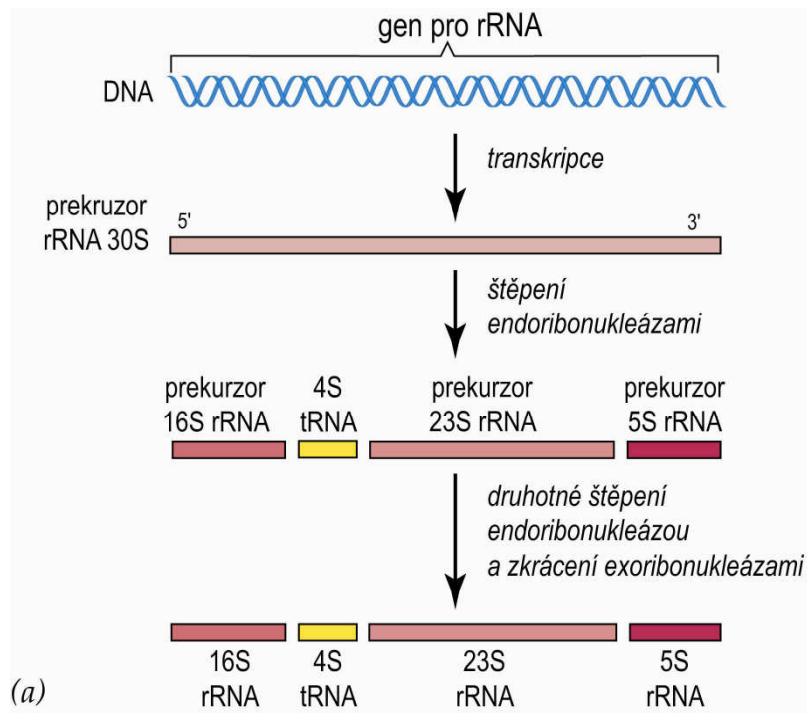 gen pro rRNA
DNA
transkripce
prekruzor
rRNA 30S
5'
3'
štěpení
endoribonukleázami
prekurzor
16S rRNA
4S
tRNA
prekurzor
23S rRNA
prekurzor
5S rRNA
druhotné štěpení
endoribonukleázou
a zkrácení exoribonukleázami
16S
rRNA
4S
tRNA
23S
rRNA
5S
rRNA
(a)